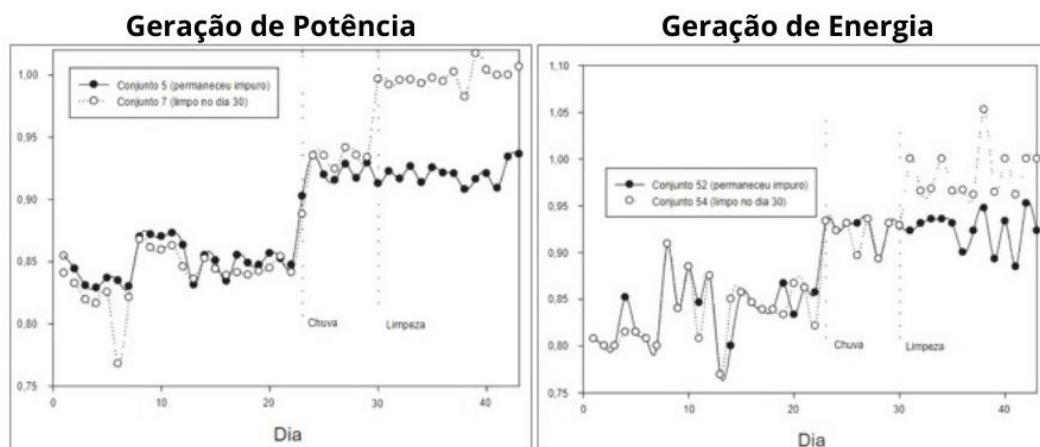 Geração de Potência
1,00
0,95
0,90
0,85
0,80
0,75
Conjunto 5 (permaneceu impuro)
Conjunto 7 (limpo no dia 30)
Chuva
Limpeza
0
10
20
30
40
Dia
Geração de Energia
1,10
1,05
1,00
0,95
0,90
0,85
0,80
0,75
Conjunto 52 (permaneceu impuro)
Conjunto 54 (limpo no dia 30)
Chuva
Limpeza
0
10
20
30
40
Dia